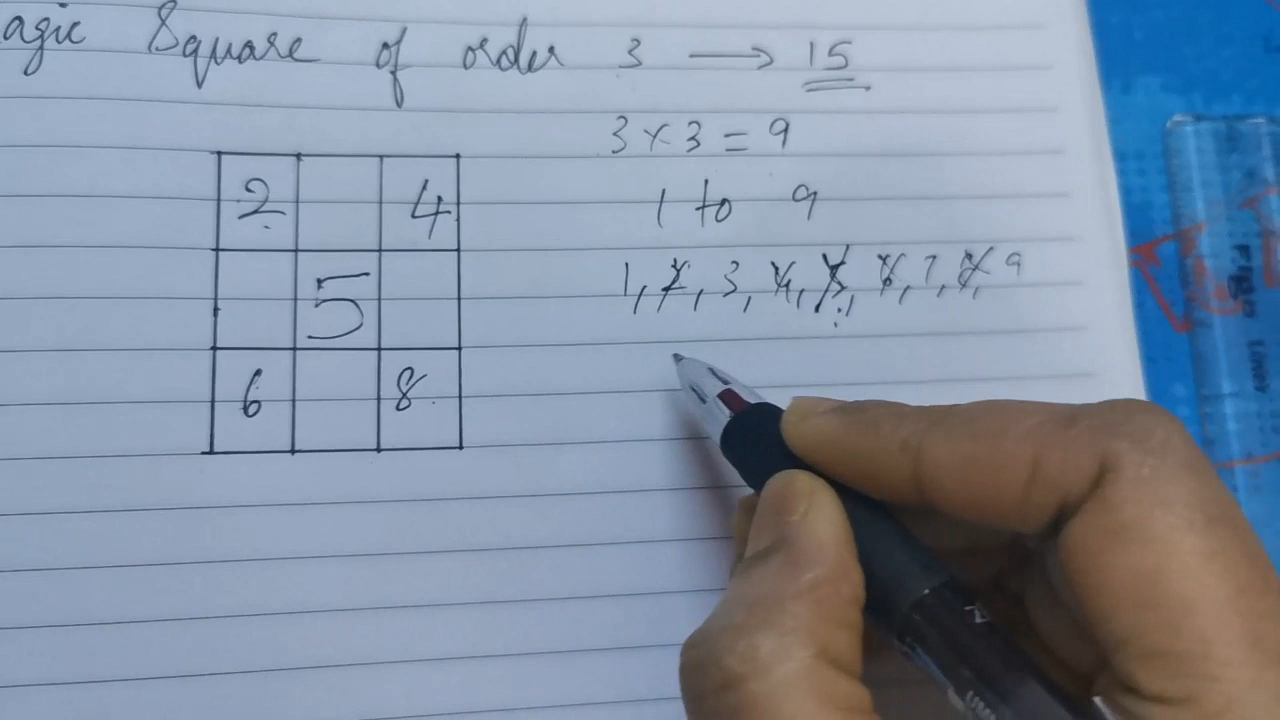 agic Square of order 3 → 15
3 x 3 = 9
1 to 9
1, 2, 3, 4, 5, 6, 7, 8, 9
2 4
5
6 8